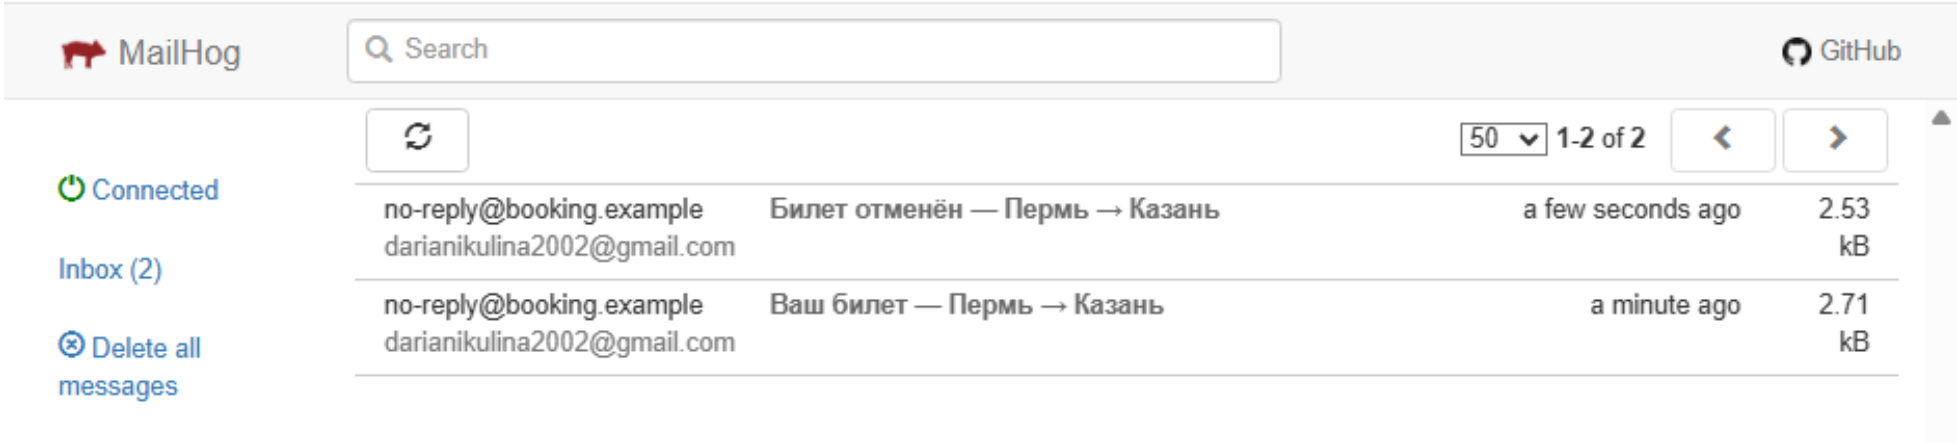 MailHog
Search
GitHub
50 1-2 of 2
Connected
Inbox (2)
Delete all
messages
no-reply@booking.example Билет отменён — Пермь → Казань a few seconds ago 2.53
darianikulina2002@gmail.com kB
no-reply@booking.example Ваш билет — Пермь → Казань a minute ago 2.71
darianikulina2002@gmail.com kB